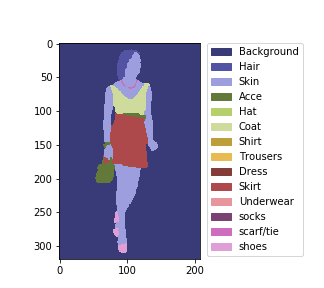 0
50
100
150
200
250
300
0
100
200
Background
Hair
Skin
Acce
Hat
Coat
Shirt
Trousers
Dress
Skirt
Underwear
socks
scarf/tie
shoes